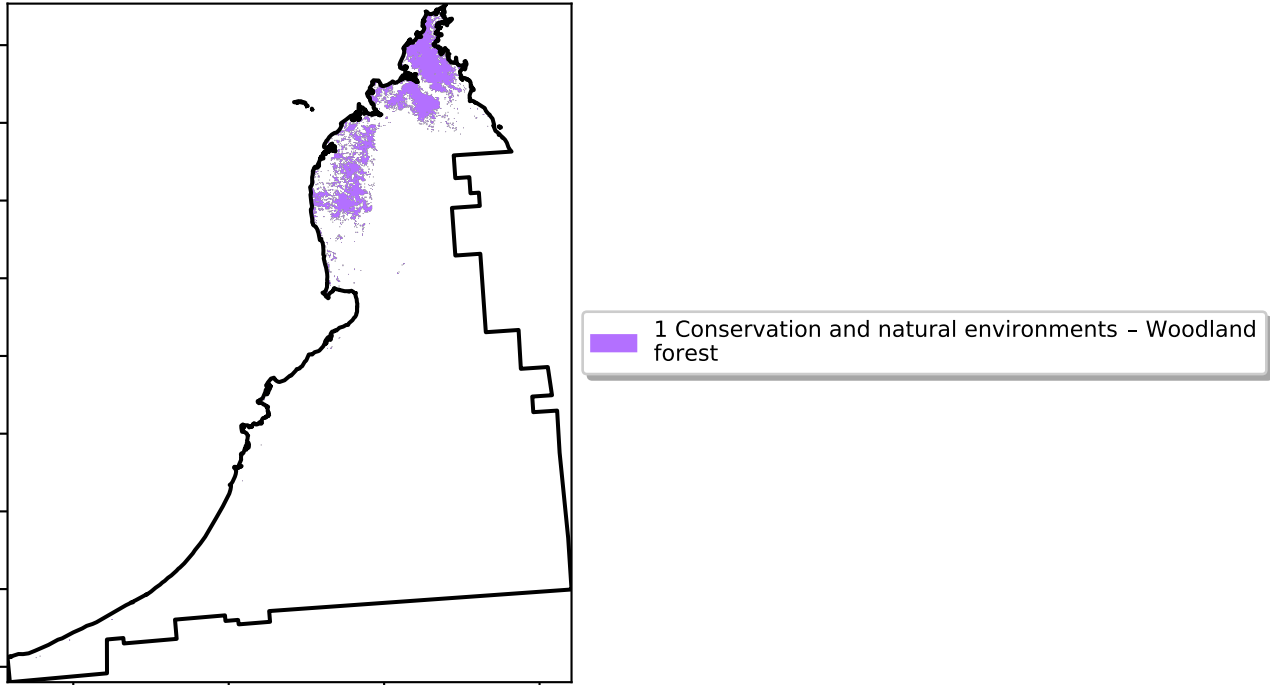 1 Conservation and natural environments – Woodland
forest